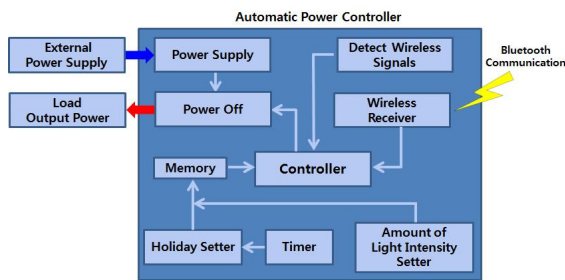 Automatic Power Controller
External
Power Supply
Power Supply
Detect Wireless
Signals
Bluetooth
Communication
Load
Output Power
Power Off
Wireless
Receiver
Memory
Controller
Holiday Setter
Timer
Amount of
Light Intensity
Setter